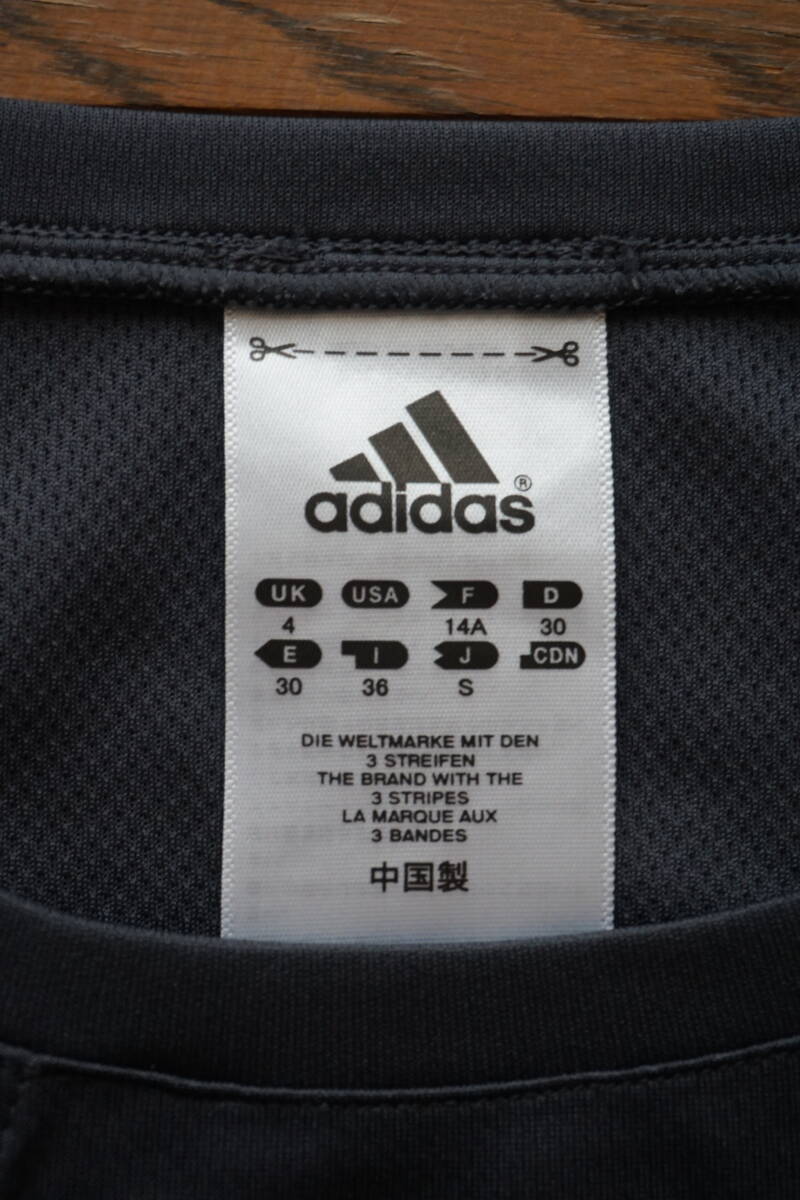 adidas®
UK USA F D
4 14A 30
E I J CDN
30 36 S
DIE WELTMARKE MIT DEN
3 STREIFEN
THE BRAND WITH THE
3 STRIPES
LA MARQUE AUX
3 BANDES
中国製